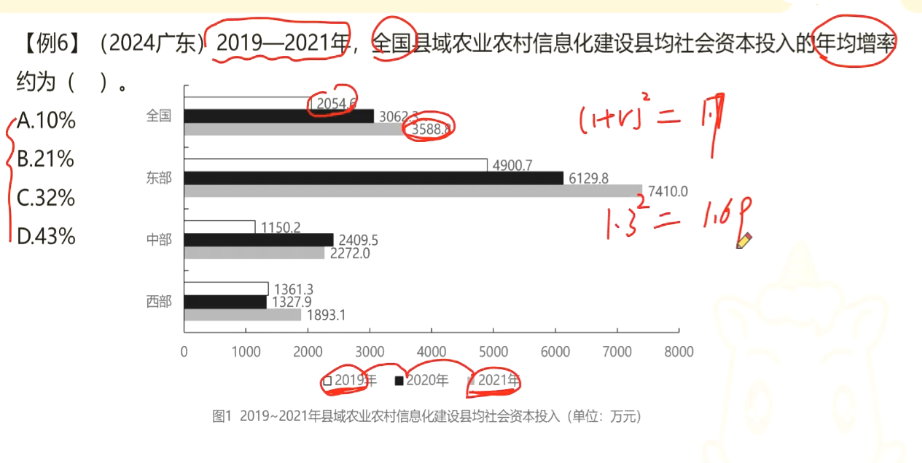 【例6】(2024广东) 2019—2021年，全国县域农业农村信息化建设县均社会资本投入的年均增率
约为（　）。
A.10%
B.21%
C.32%
D.43%
全国
2054.6
3062.3
3588.8
东部
4900.7
6129.8
7410.0
中部
1150.2
2409.5
2272.0
西部
1361.3
1327.9
1893.1
0 1000 2000 3000 4000 5000 6000 7000 8000
2019年 2020年 2021年
图1 2019~2021年县域农业农村信息化建设县均社会资本投入（单位：万元）
(1+r)² = 1.7
1.3² = 1.69